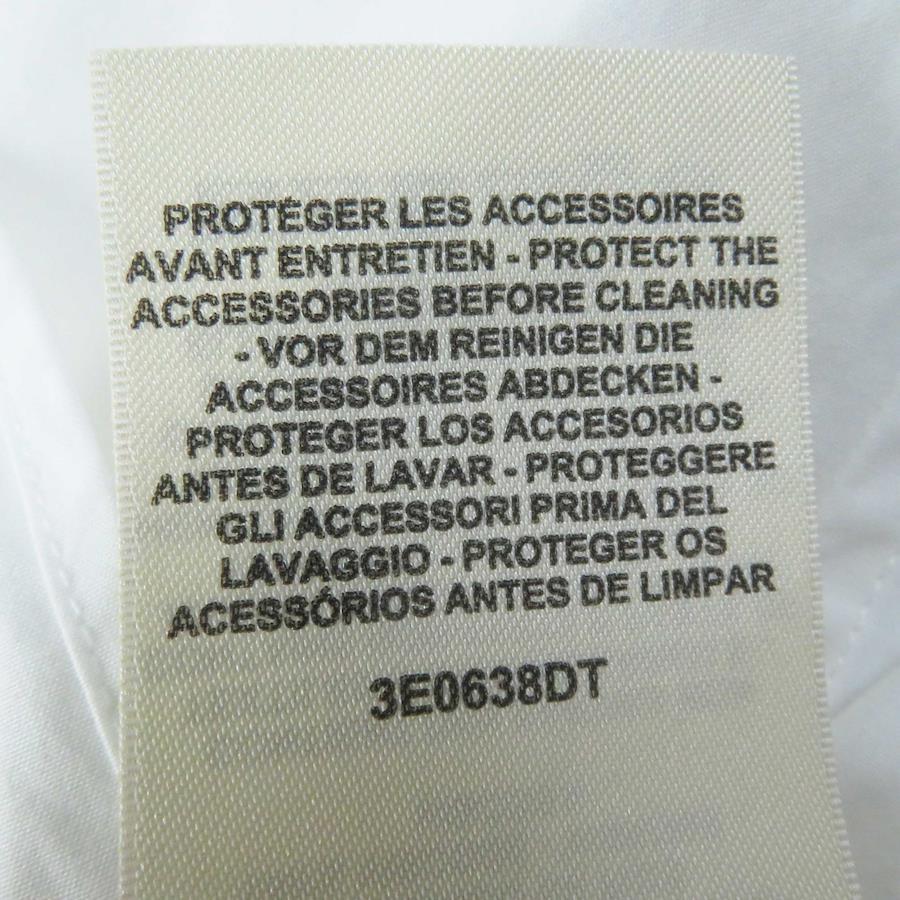 PROTÉGER LES ACCESSOIRES
AVANT ENTRETIEN - PROTECT THE
ACCESSORIES BEFORE CLEANING
- VOR DEM REINIGEN DIE
ACCESSOIRES ABDECKEN -
PROTEGER LOS ACCESORIOS
ANTES DE LAVAR - PROTEGGERE
GLI ACCESSORI PRIMA DEL
LAVAGGIO - PROTEGER OS
ACESSÓRIOS ANTES DE LIMPAR
3E0638DT